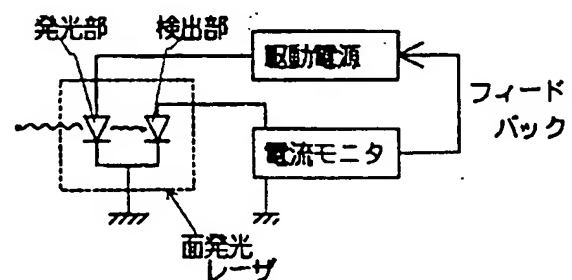 発光部
検出部
駆動電源
フィード
バック
電流モニタ
面発光
レーザ